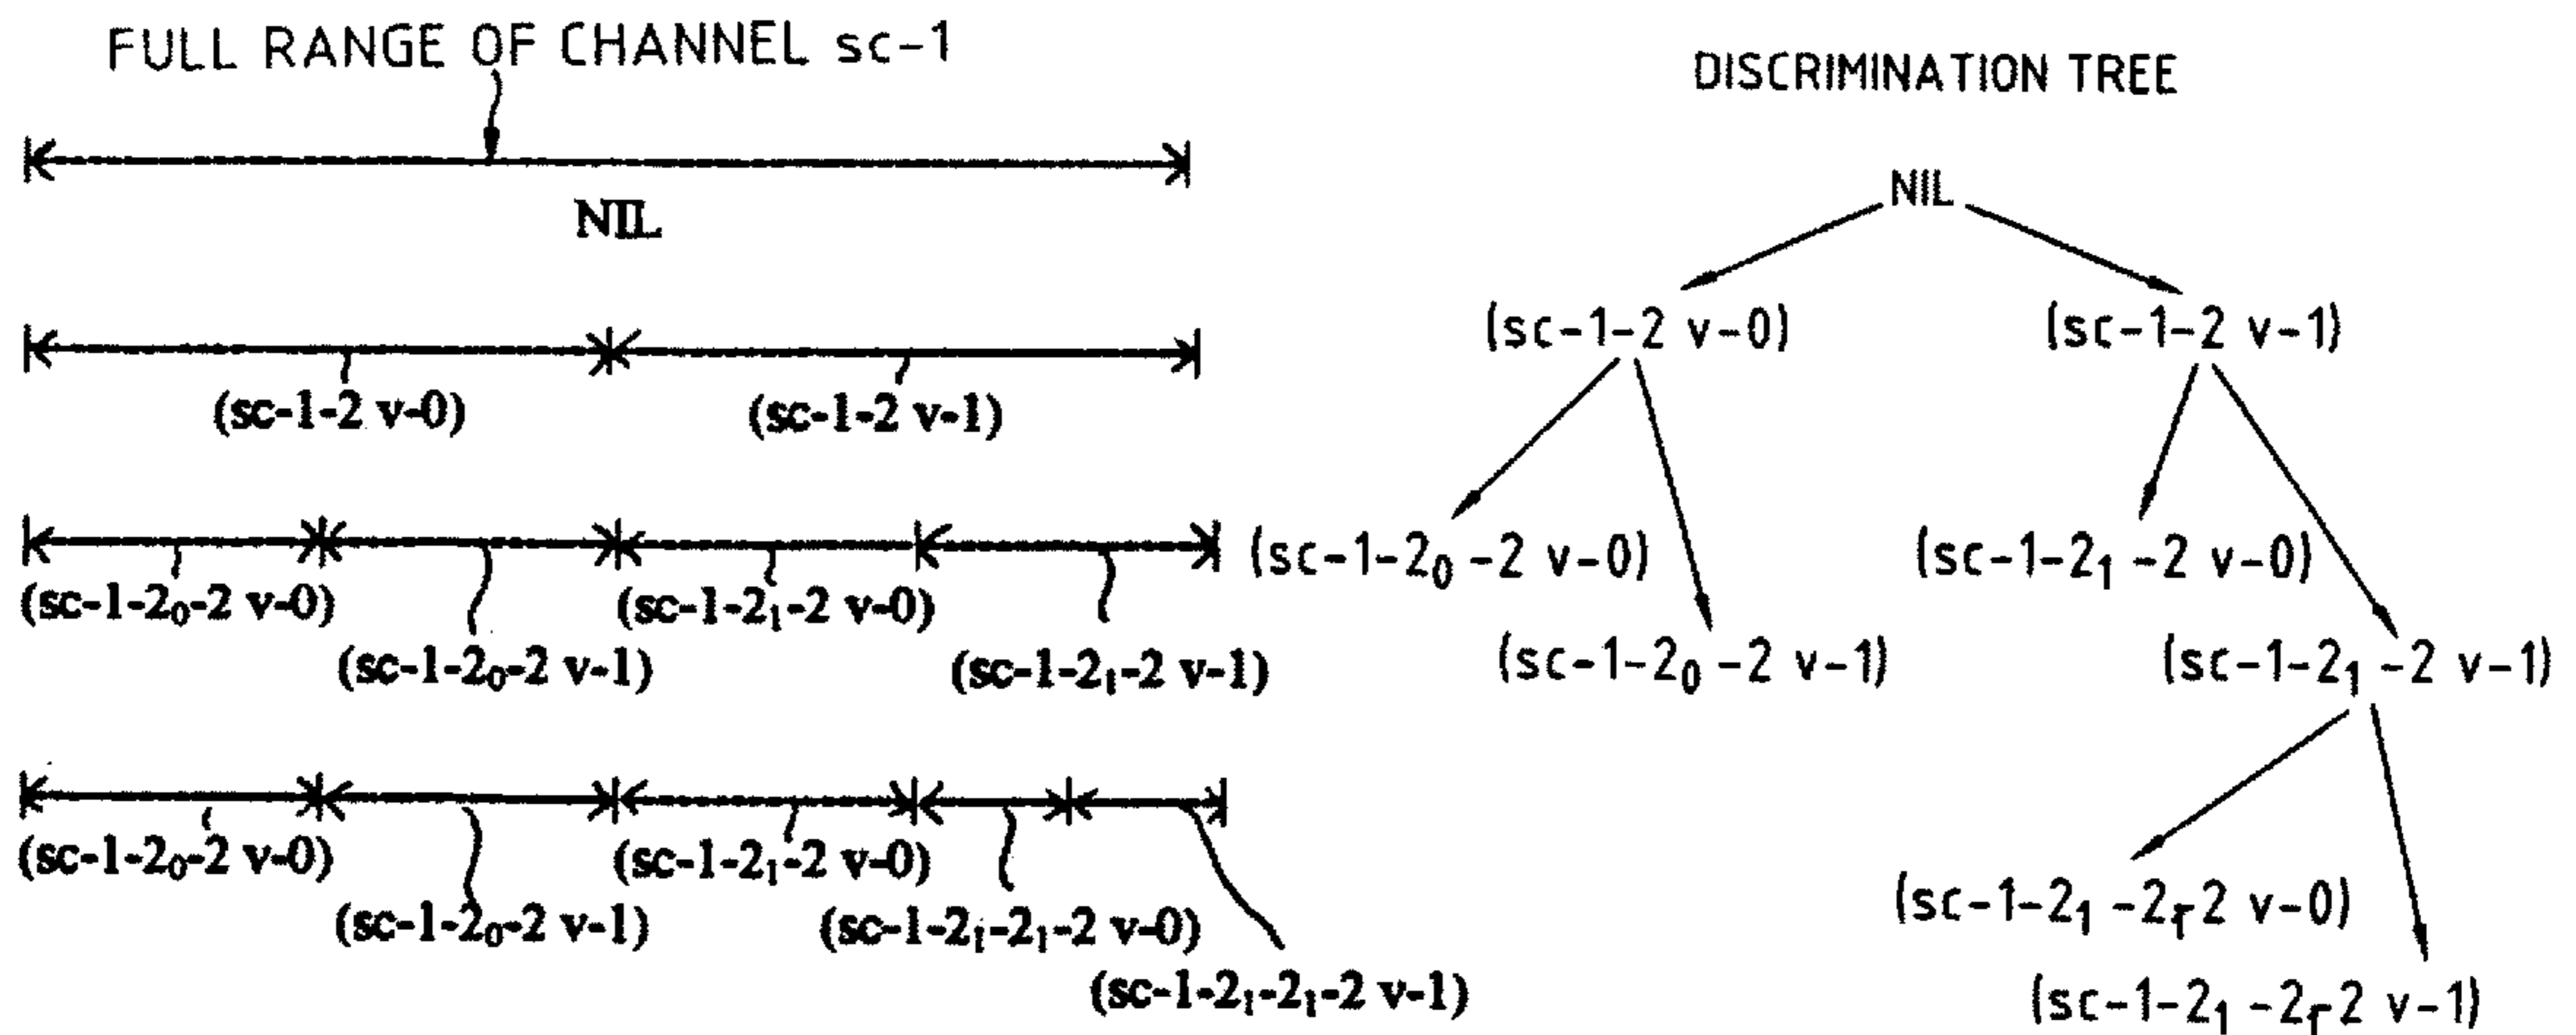 FULL RANGE OF CHANNEL sc-1
NIL
(sc-1-2 v-0)
(sc-1-2 v-1)
(sc-1-2₀-2 v-0)
(sc-1-2₀-2 v-1)
(sc-1-2₁-2 v-0)
(sc-1-2₁-2 v-1)
(sc-1-2₀-2 v-0)
(sc-1-2₀-2 v-1)
(sc-1-2₁-2 v-0)
(sc-1-2₁-2₁-2 v-0)
(sc-1-2₁-2₁-2 v-1)
DISCRIMINATION TREE
NIL
(sc-1-2 v-0)
(sc-1-2 v-1)
(sc-1-2₀-2 v-0)
(sc-1-2₀-2 v-1)
(sc-1-2₁-2 v-0)
(sc-1-2₁-2 v-1)
(sc-1-2₁-2₁-2 v-0)
(sc-1-2₁-2₁-2 v-1)